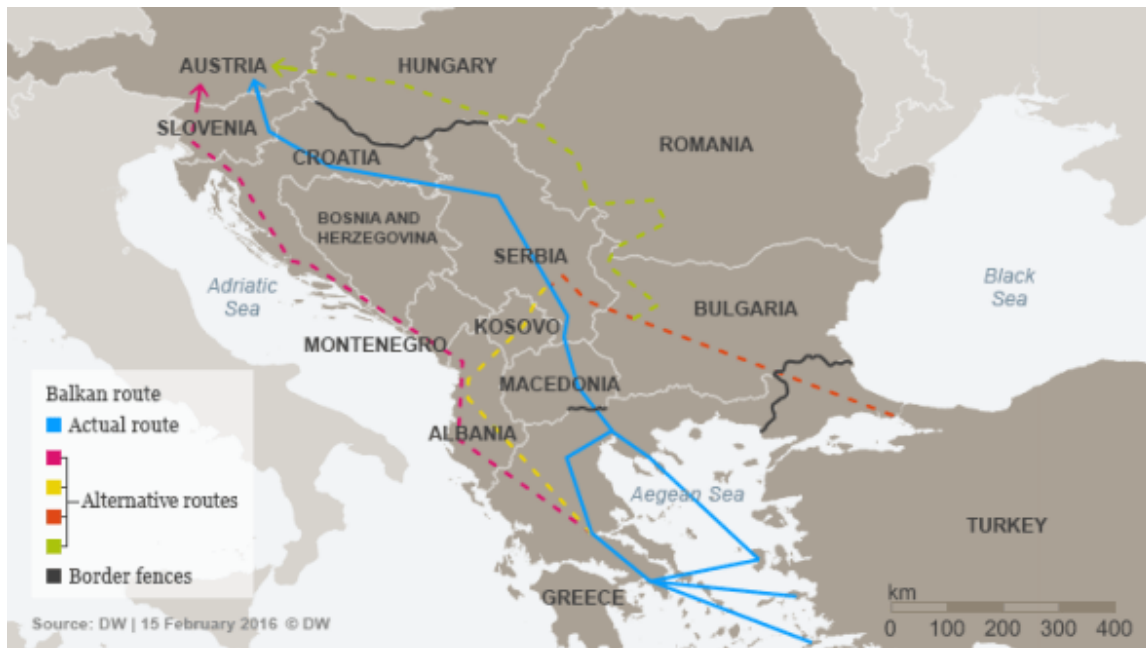 AUSTRIA
HUNGARY
SLOVENIA
CROATIA
ROMANIA
BOSNIA AND
HERZEGOVINA
SERBIA
Adriatic
Sea
Black
Sea
BULGARIA
KOSOVO
MONTENEGRO
MACEDONIA
ALBANIA
Aegean Sea
TURKEY
GREECE
Balkan route
Actual route
Alternative routes
Border fences
km
0 100 200 300 400
Source: DW | 15 February 2016 © DW